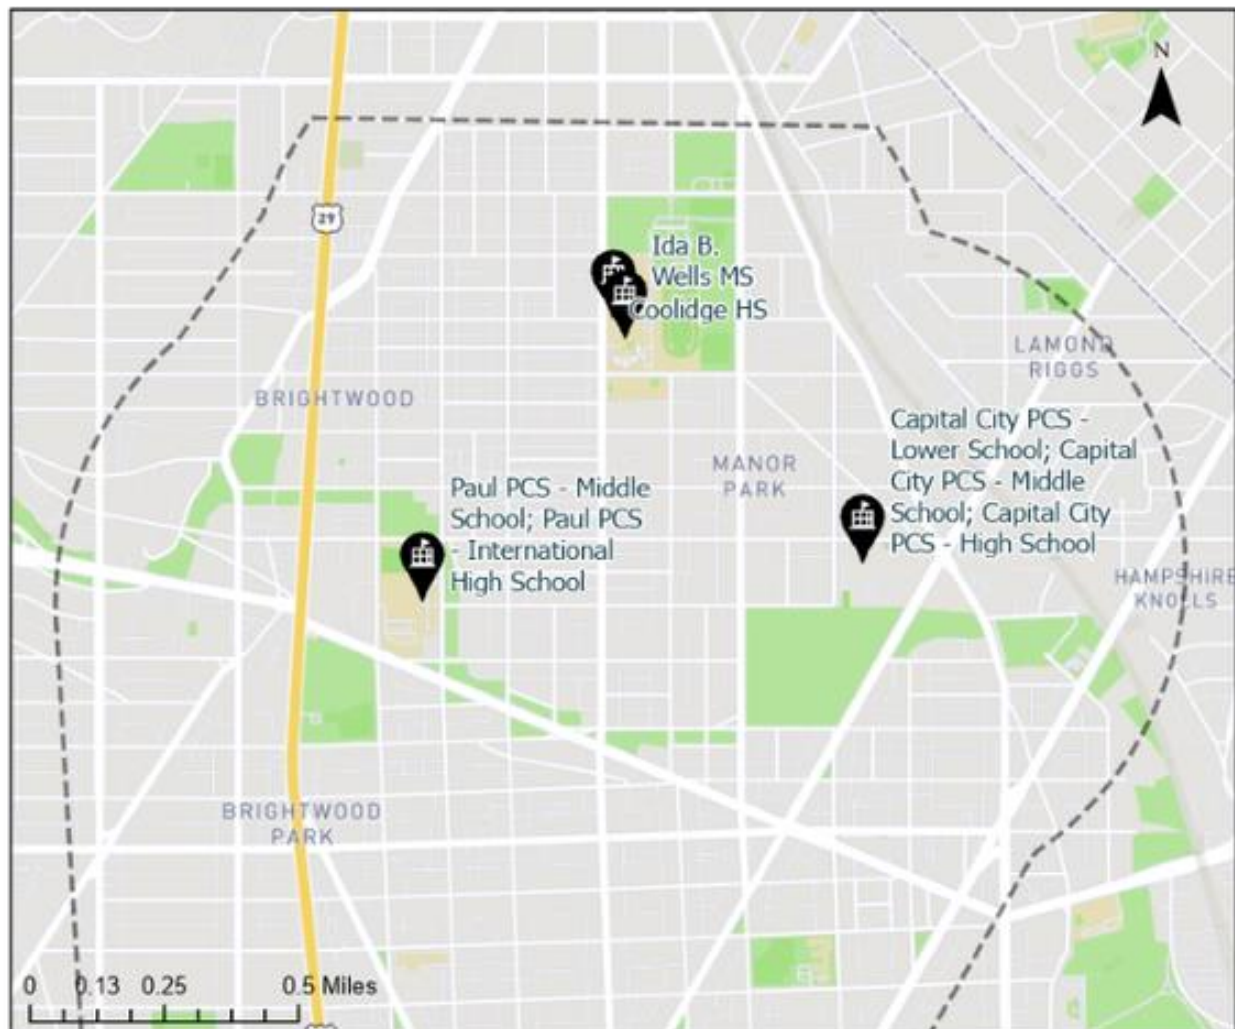 N
29
Ida B.
Wells MS
Coolidge HS
LAMOND
RIGGS
BRIGHTWOOD
Capital City PCS -
Lower School; Capital
City PCS - Middle
School; Capital City
PCS - High School
MANOR
PARK
Paul PCS - Middle
School; Paul PCS
- International
High School
HAMPSHIRE
KNOLLS
BRIGHTWOOD
PARK
0 0.13 0.25 0.5 Miles